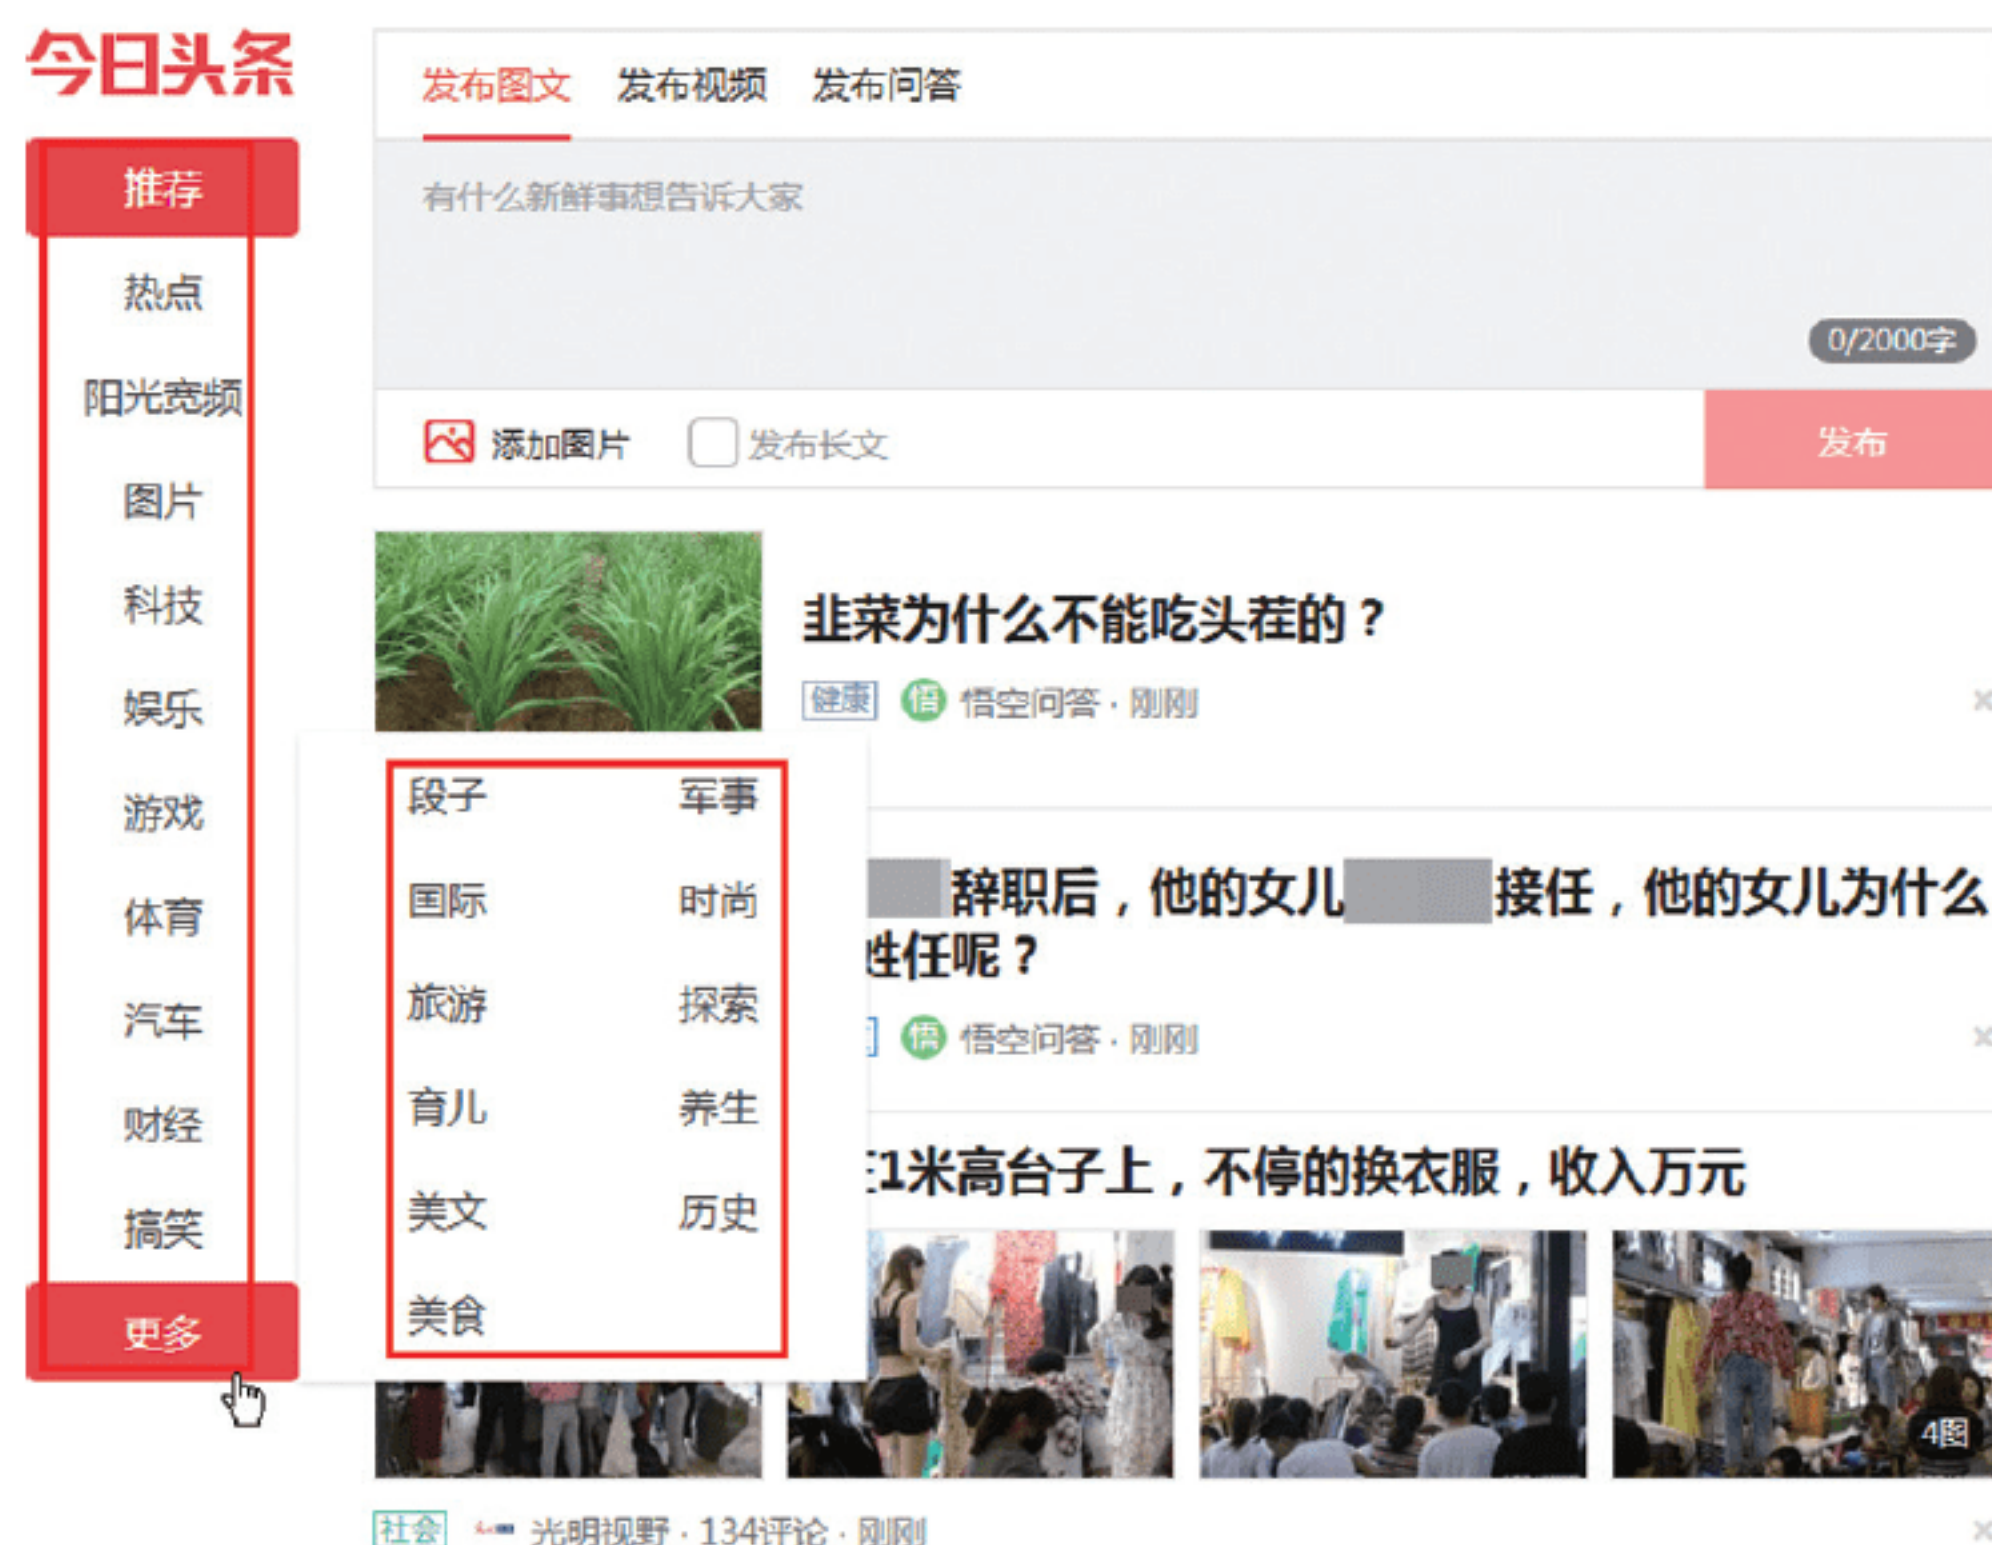 今日头条
推荐
热点
阳光宽频
图片
科技
娱乐
游戏
体育
汽车
财经
搞笑
更多
发布图文 发布视频 发布问答
有什么新鲜事想告诉大家
0/2000字
添加图片 发布长文 发布
韭菜为什么不能吃头茬的？
健康 悟 悟空问答 · 刚刚
段子 军事
国际 时尚
旅游 探索
育儿 养生
美文 历史
美食
辞职后，他的女儿 接任，他的女儿为什么
姓任呢？
悟 悟空问答 · 刚刚
1米高台子上，不停的换衣服，收入万元
4图
社会 光明视野 · 134评论 · 刚刚